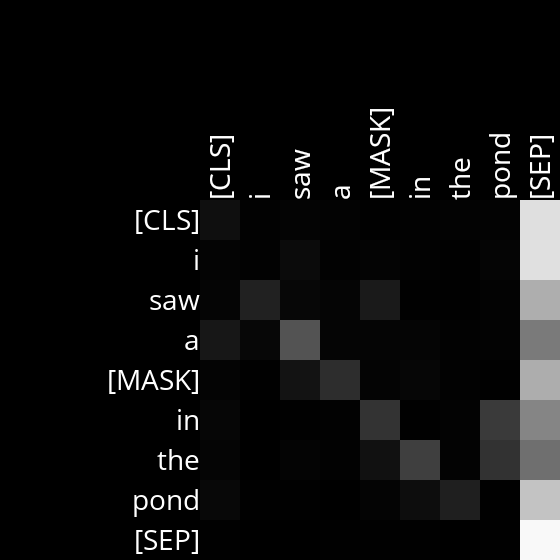 [CLS] i saw a [MASK] in the pond [SEP]
[CLS]
i
saw
a
[MASK]
in
the
pond
[SEP]